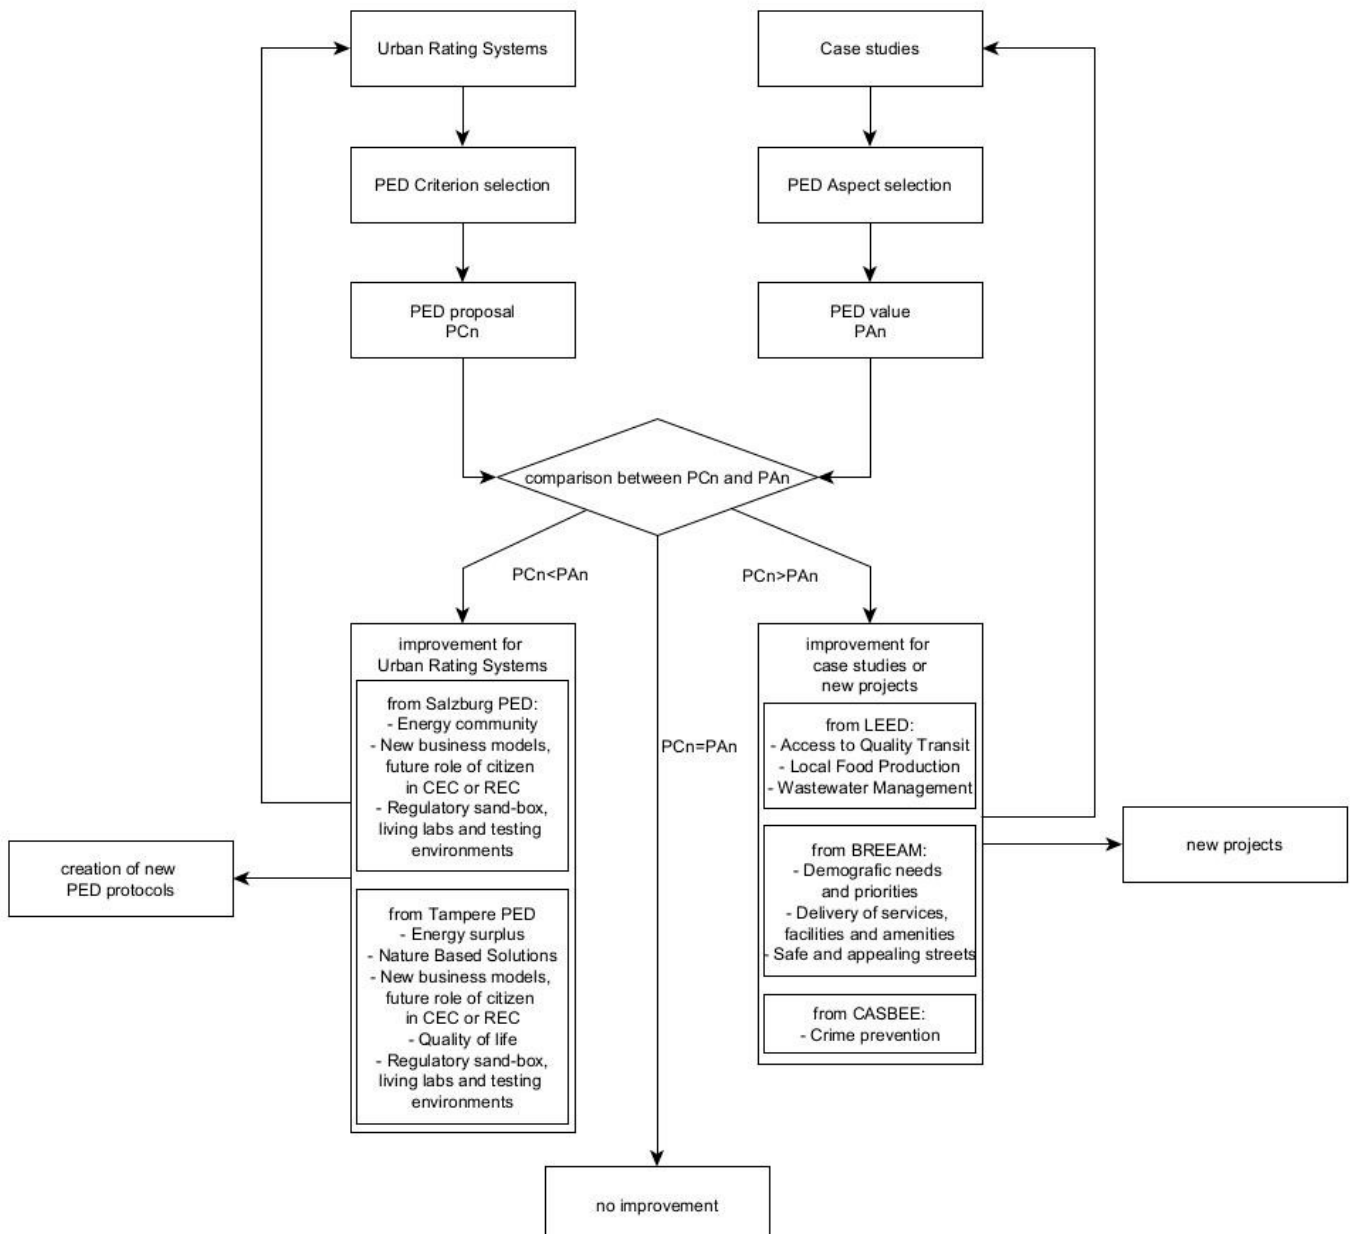 Urban Rating Systems
Case studies
PED Criterion selection
PED Aspect selection
PED proposal
PCn
PED value
PAn
comparison between PCn and PAn
PCn<PAn
PCn>PAn
PCn=PAn
improvement for
Urban Rating Systems
from Salzburg PED:
- Energy community
- New business models,
future role of citizen
in CEC or REC
- Regulatory sand-box,
living labs and testing
environments
from Tampere PED
- Energy surplus
- Nature Based Solutions
- New business models,
future role of citizen
in CEC or REC
- Quality of life
- Regulatory sand-box,
living labs and testing
environments
improvement for
case studies or
new projects
from LEED:
- Access to Quality Transit
- Local Food Production
- Wastewater Management
from BREEAM:
- Demografic needs
and priorities
- Delivery of services,
facilities and amenities
- Safe and appealing streets
from CASBEE:
- Crime prevention
creation of new
PED protocols
new projects
no improvement